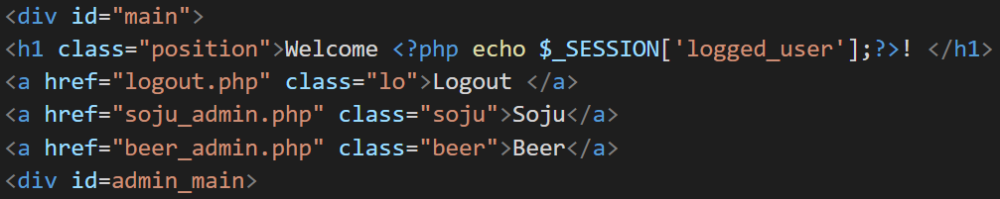 <div id="main">
<h1 class="position">Welcome <?php echo $_SESSION['logged_user'];?>! </h1>
<a href="logout.php" class="lo">Logout </a>
<a href="soju_admin.php" class="soju">Soju</a>
<a href="beer_admin.php" class="beer">Beer</a>
<div id=admin_main>